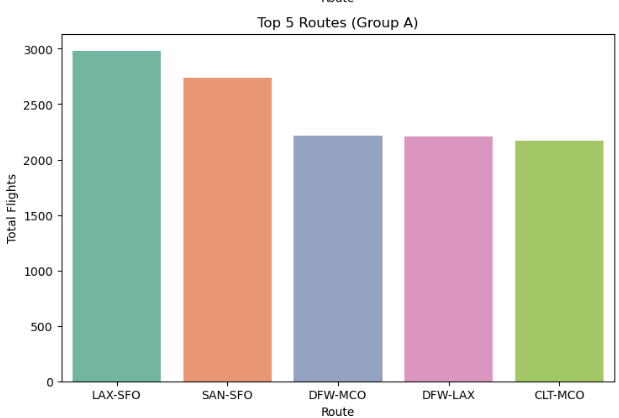 Route
Top 5 Routes (Group A)
3000
2500
2000
1500
1000
500
0
Total Flights
LAX-SFO SAN-SFO DFW-MCO DFW-LAX CLT-MCO
Route